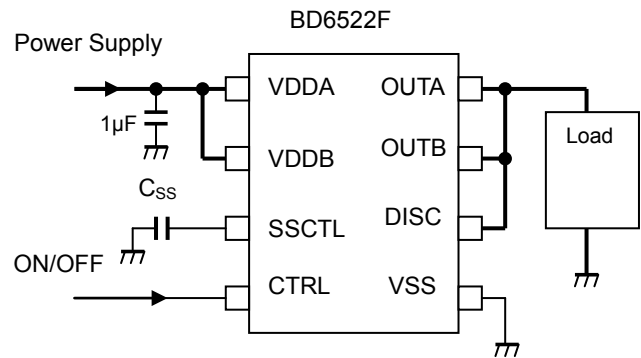 BD6522F
Power Supply
VDDA
OUTA
1µF
Load
VDDB
OUTB
CSS
SSCTL
DISC
ON/OFF
CTRL
VSS